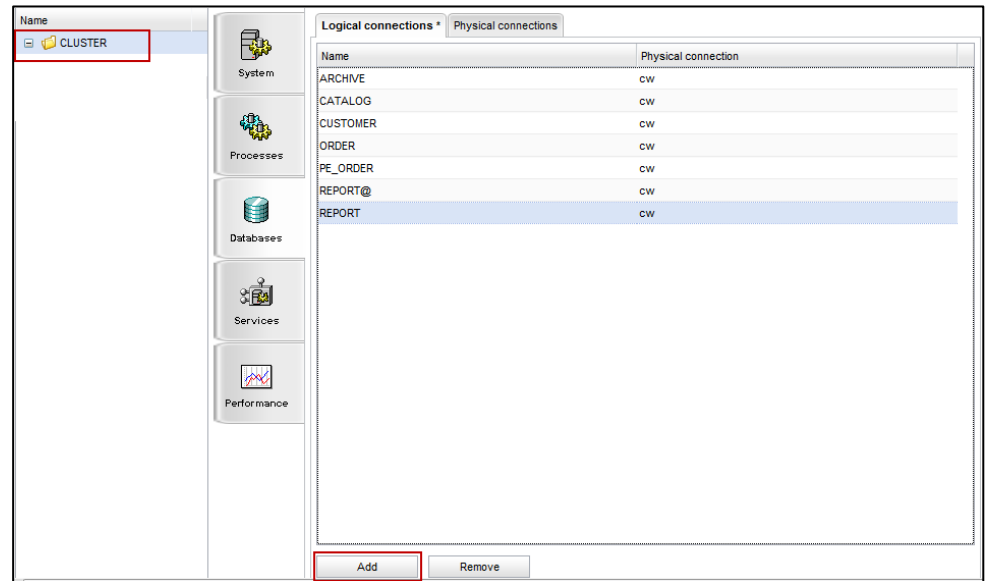 Name
CLUSTER
System
Processes
Databases
Services
Performance
Logical connections * Physical connections
Name Physical connection
ARCHIVE cw
CATALOG cw
CUSTOMER cw
ORDER cw
PE_ORDER cw
REPORT@ cw
REPORT cw
Add Remove